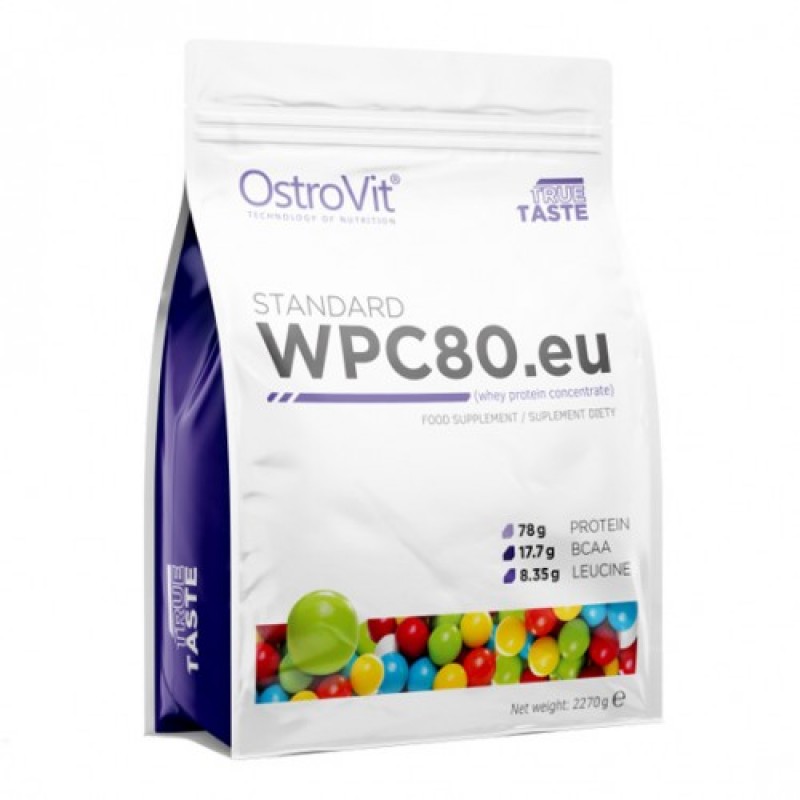 OstroVit®
TECHNOLOGY OF NUTRITION
TRUE
TASTE
STANDARD
WPC80.eu
(whey protein concentrate)
FOOD SUPPLEMENT / SUPLEMENT DIETY
78g PROTEIN
17.7g BCAA
8.35g LEUCINE
TRUE
TASTE
Net weight: 2270g ℮